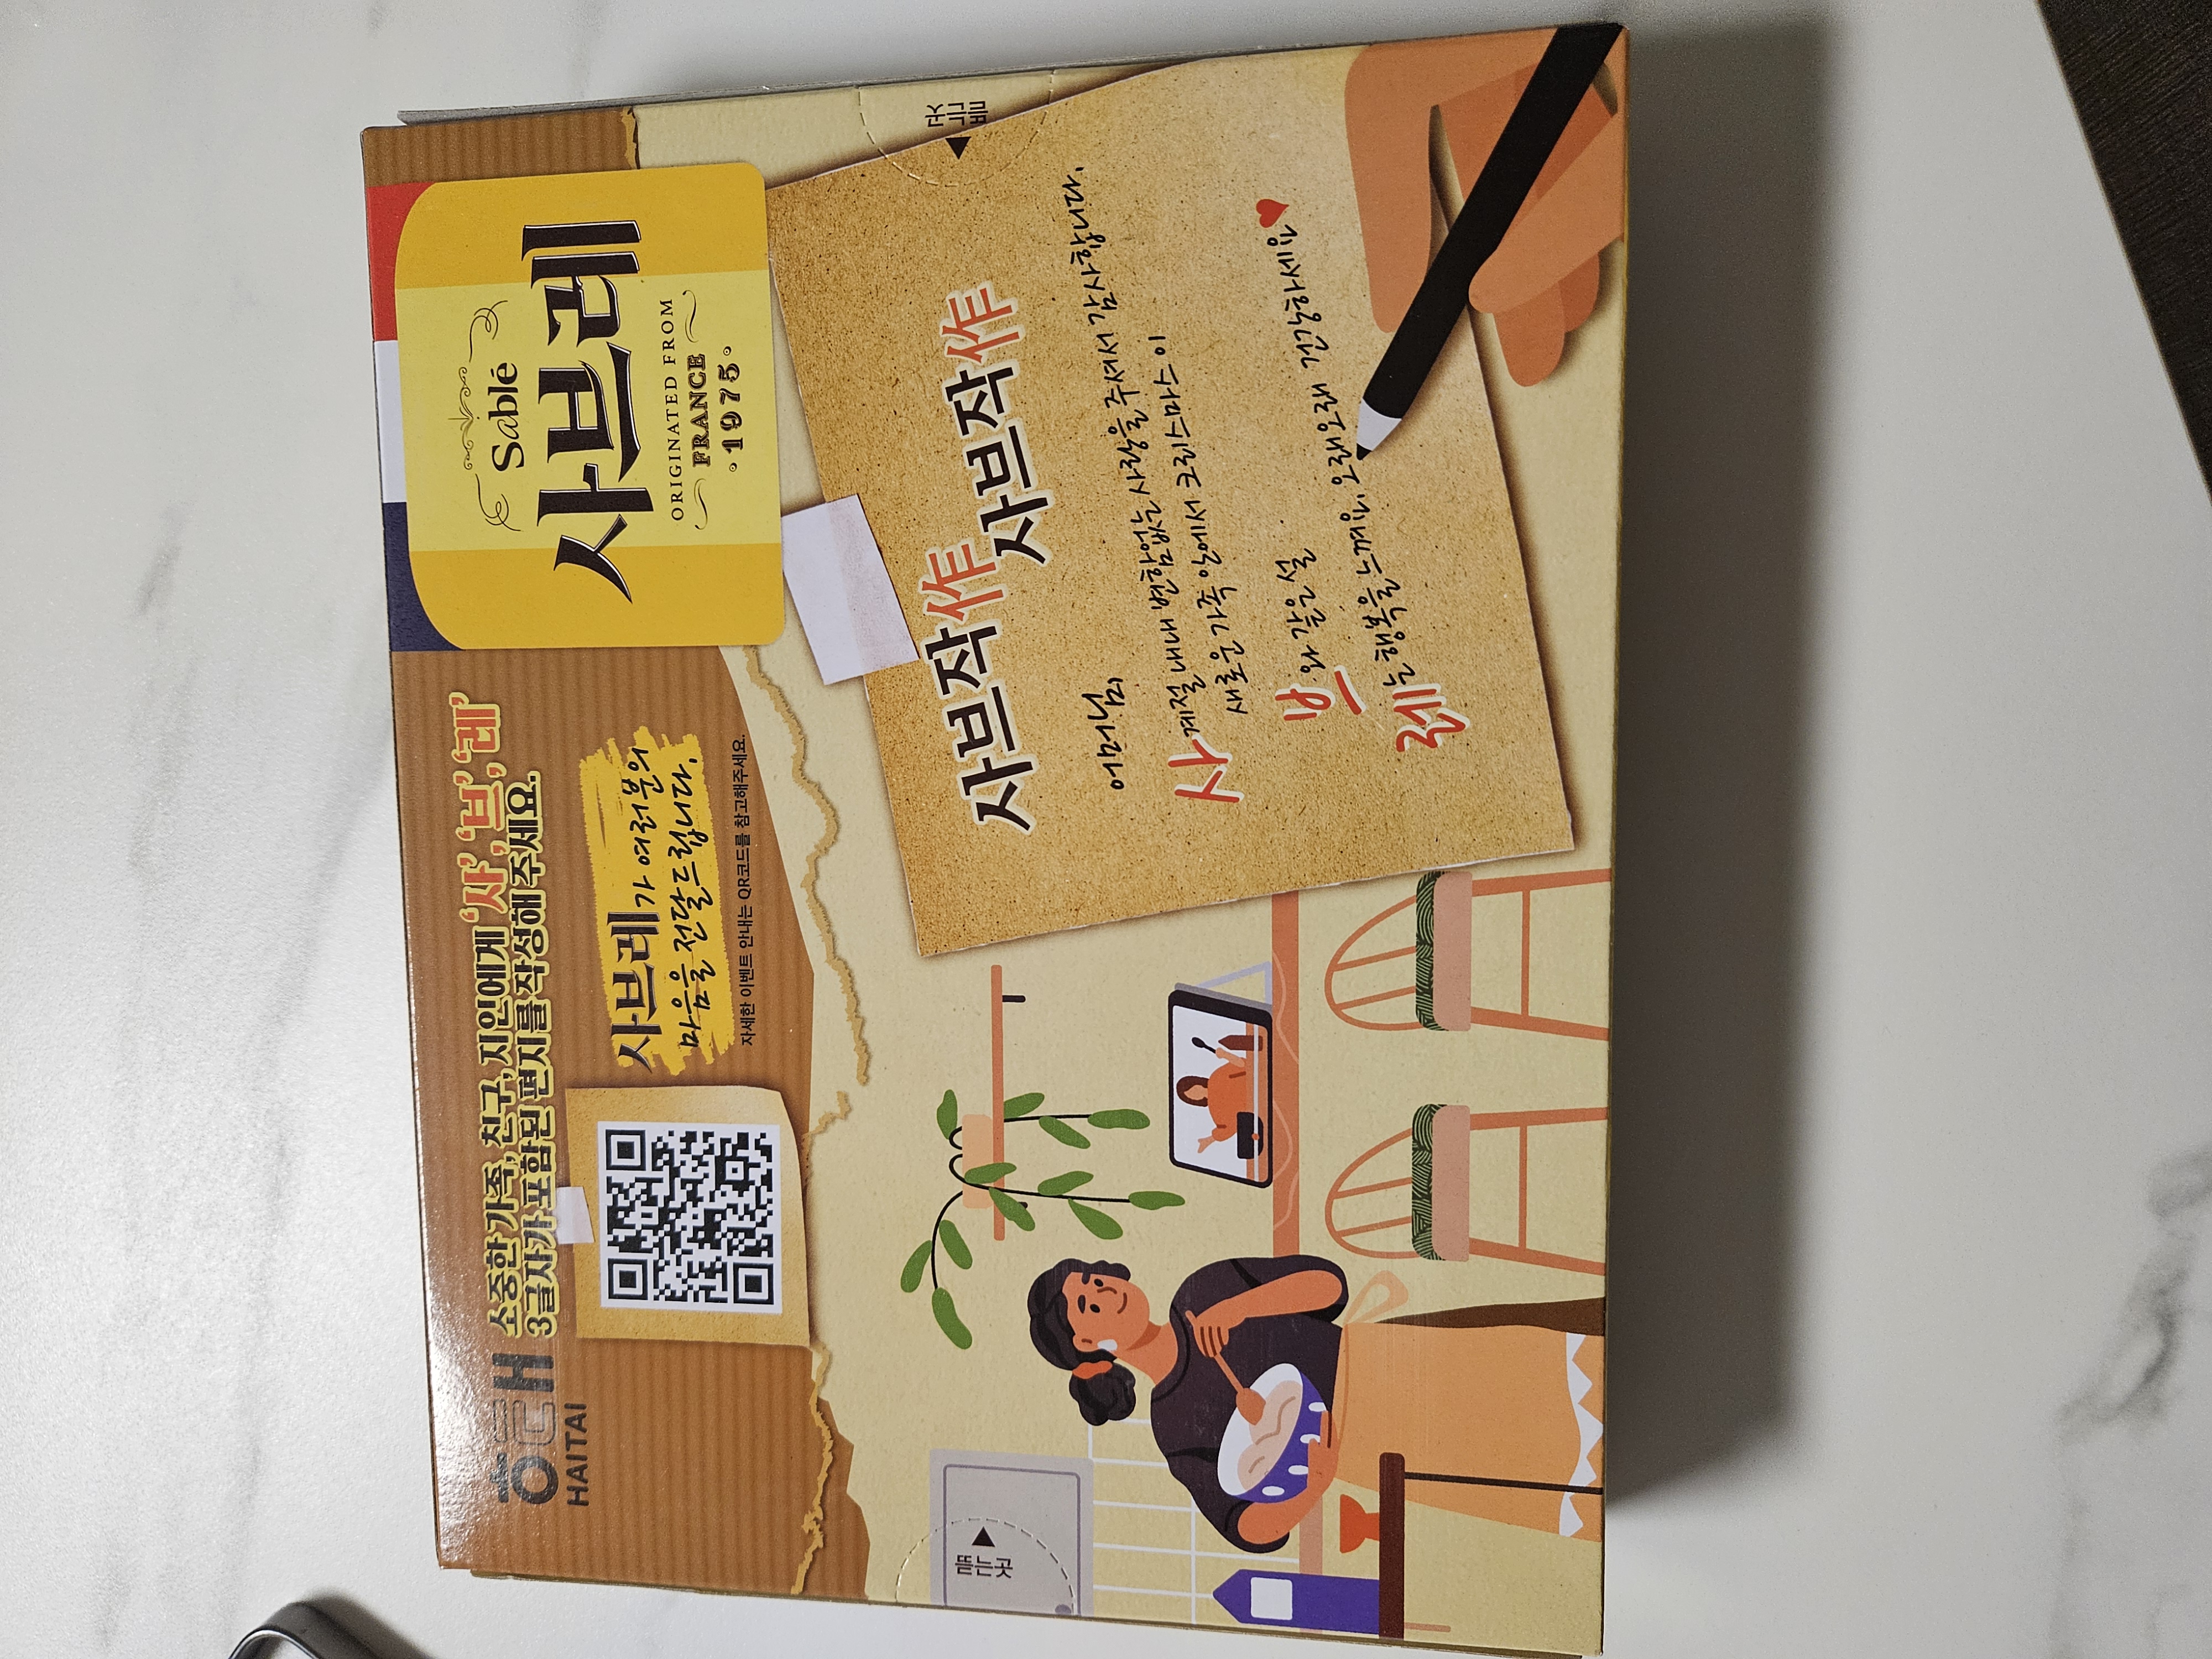 해태
HAITAI
소중한 가족, 친구, 지인에게 '사', '브', '레'
3글자가 포함된 편지를 작성해주세요.
사브레가 여러분의
마음을 전달드립니다.
자세한 이벤트 안내는 QR코드를 참고해주세요.
Sablé
사브레
ORIGINATED FROM
FRANCE
1975
사브작作
사브작作
어머님,
사계절 내내 변함없는 사랑을 주셔서 감사합니다.
새로운 가족 안에서 크리스마스이
브와 같은 설
레는 행복을 느껴요. 오래오래 건강하세요♥
뜯는곳
뜯는곳